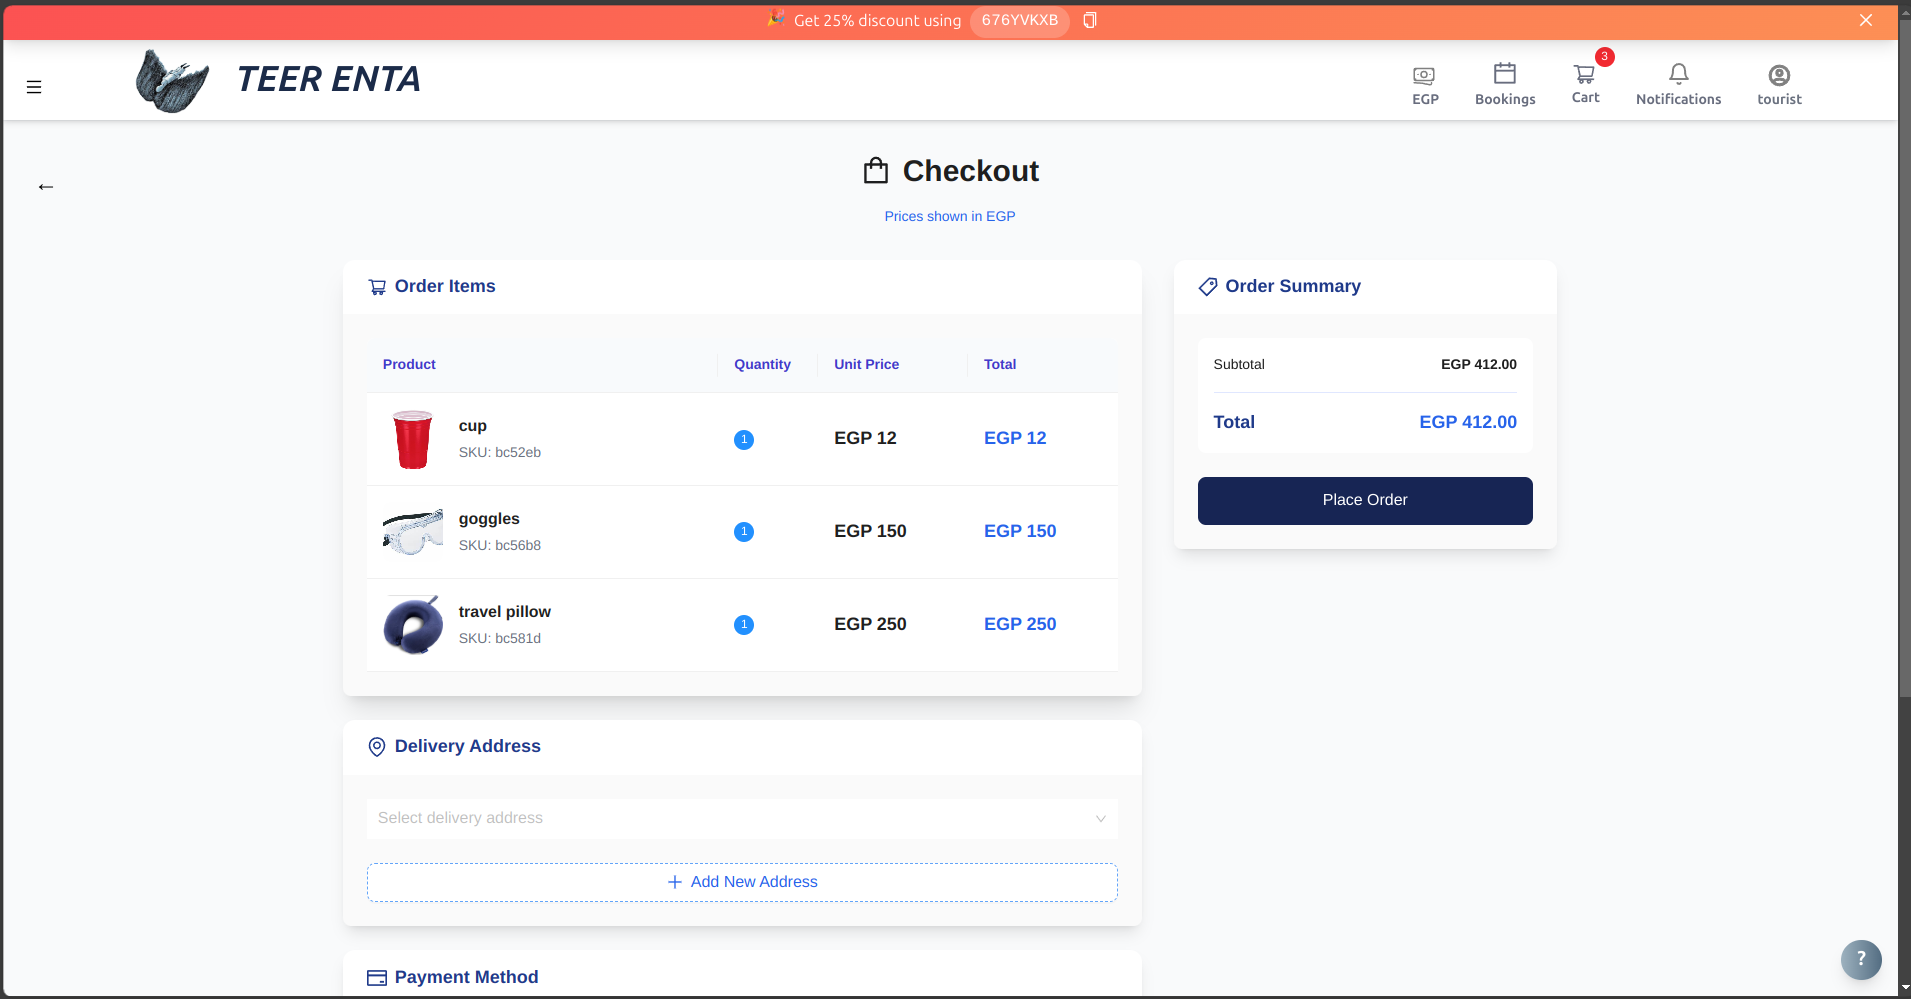 🎉 Get 25% discount using 676YVKXB
TEER ENTA
EGP
Bookings
3
Cart
Notifications
tourist
Checkout
Prices shown in EGP
Order Items
Product Quantity Unit Price Total
cup
SKU: bc52eb
1 EGP 12 EGP 12
goggles
SKU: bc56b8
1 EGP 150 EGP 150
travel pillow
SKU: bc581d
1 EGP 250 EGP 250
Order Summary
Subtotal EGP 412.00
Total EGP 412.00
Place Order
Delivery Address
Select delivery address
+ Add New Address
Payment Method
?